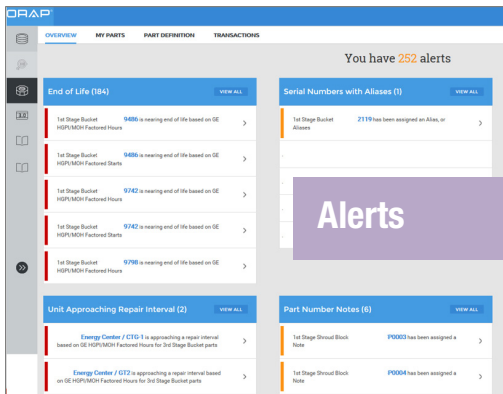 ORAP
OVERVIEW MY PARTS PART DEFINITION TRANSACTIONS
You have 252 alerts
End of Life (184) VIEW ALL
1st Stage Bucket 9486 is nearing end of life based on GE
HGPI/MOH Factored Hours
1st Stage Bucket 9486 is nearing end of life based on GE
HGPI/MOH Factored Starts
1st Stage Bucket 9742 is nearing end of life based on GE
HGPI/MOH Factored Hours
1st Stage Bucket 9742 is nearing end of life based on GE
HGPI/MOH Factored Starts
1st Stage Bucket 9798 is nearing end of life based on GE
HGPI/MOH Factored Hours
Serial Numbers with Aliases (1) VIEW ALL
1st Stage Bucket 2119 has been assigned an Alias, or
Aliases
Alerts
Unit Approaching Repair Interval (2) VIEW ALL
Energy Center / CTG-1 is approaching a repair interval
based on GE HGPI/MOH Factored Hours for 3rd Stage Bucket parts
Energy Center / GT2 is approaching a repair interval based
on GE HGPI/MOH Factored Hours for 3rd Stage Bucket parts
Part Number Notes (6) VIEW ALL
1st Stage Shroud Block P0003 has been assigned a
Note
1st Stage Shroud Block P0004 has been assigned a
Note